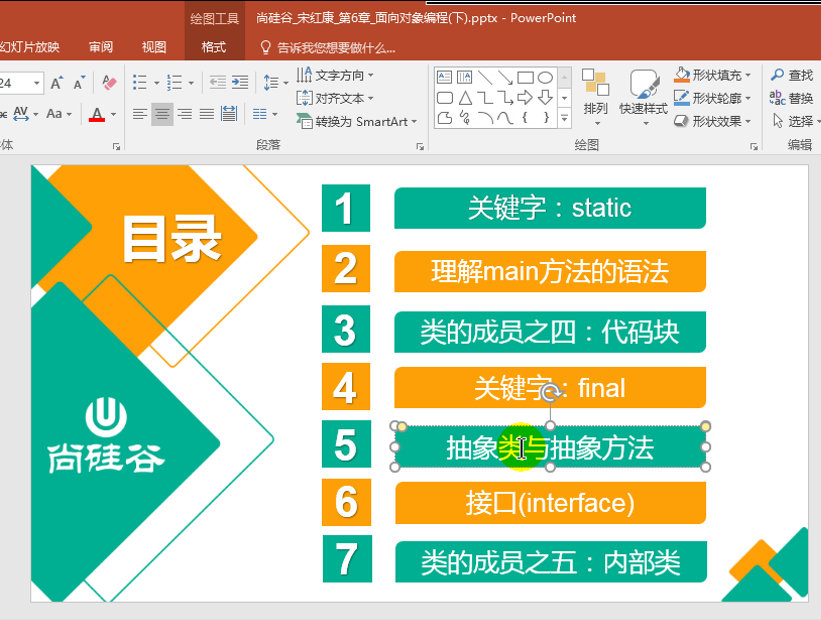 绘图工具 尚硅谷_宋红康_第6章_面向对象编程(下).pptx - PowerPoint
幻灯片放映 审阅 视图 格式 告诉我您想要做什么...
24 A A 文字方向 形状填充 查找
对齐文本 排列 快速样式 形状轮廓 替换
AV Aa A 转换为 SmartArt 形状效果 选择
体 段落 绘图 编辑
目录
1 关键字：static
2 理解main方法的语法
3 类的成员之四：代码块
4 关键字：final
5 抽象类与抽象方法
6 接口(interface)
7 类的成员之五：内部类
尚硅谷